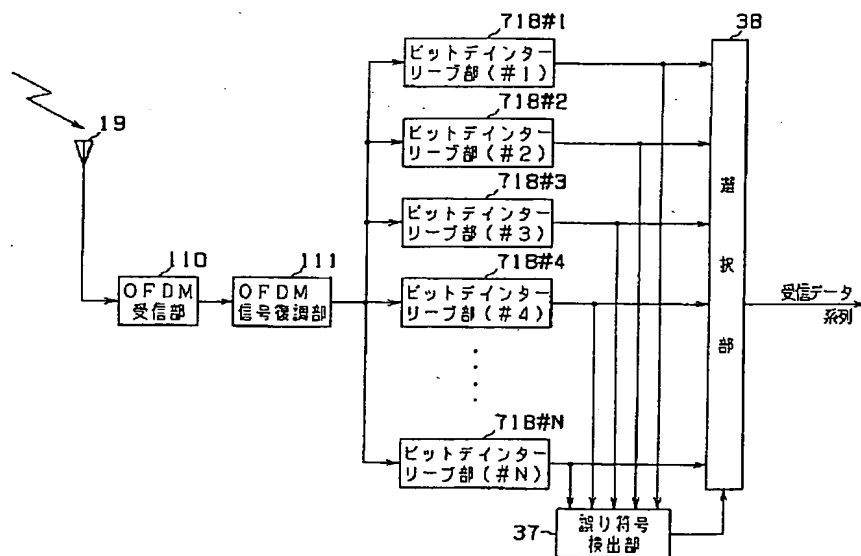 718#1
38
ビットデインター
リーブ部(#1)
718#2
19
ビットデインター
リーブ部(#2)
718#3
ビットデインター
リーブ部(#3)
選
択
部
110
111
718#4
OFDM
受信部
OFDM
信号復調部
ビットデインター
リーブ部(#4)
受信データ
系列
718#N
ビットデインター
リーブ部(#N)
37
誤り符号
検出部